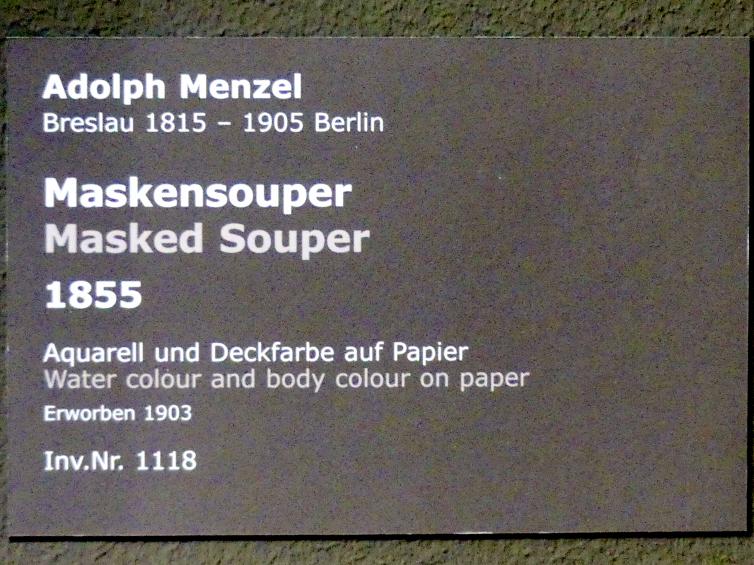 Adolph Menzel
Breslau 1815 – 1905 Berlin
Maskensouper
Masked Souper
1855
Aquarell und Deckfarbe auf Papier
Water colour and body colour on paper
Erworben 1903
Inv.Nr. 1118